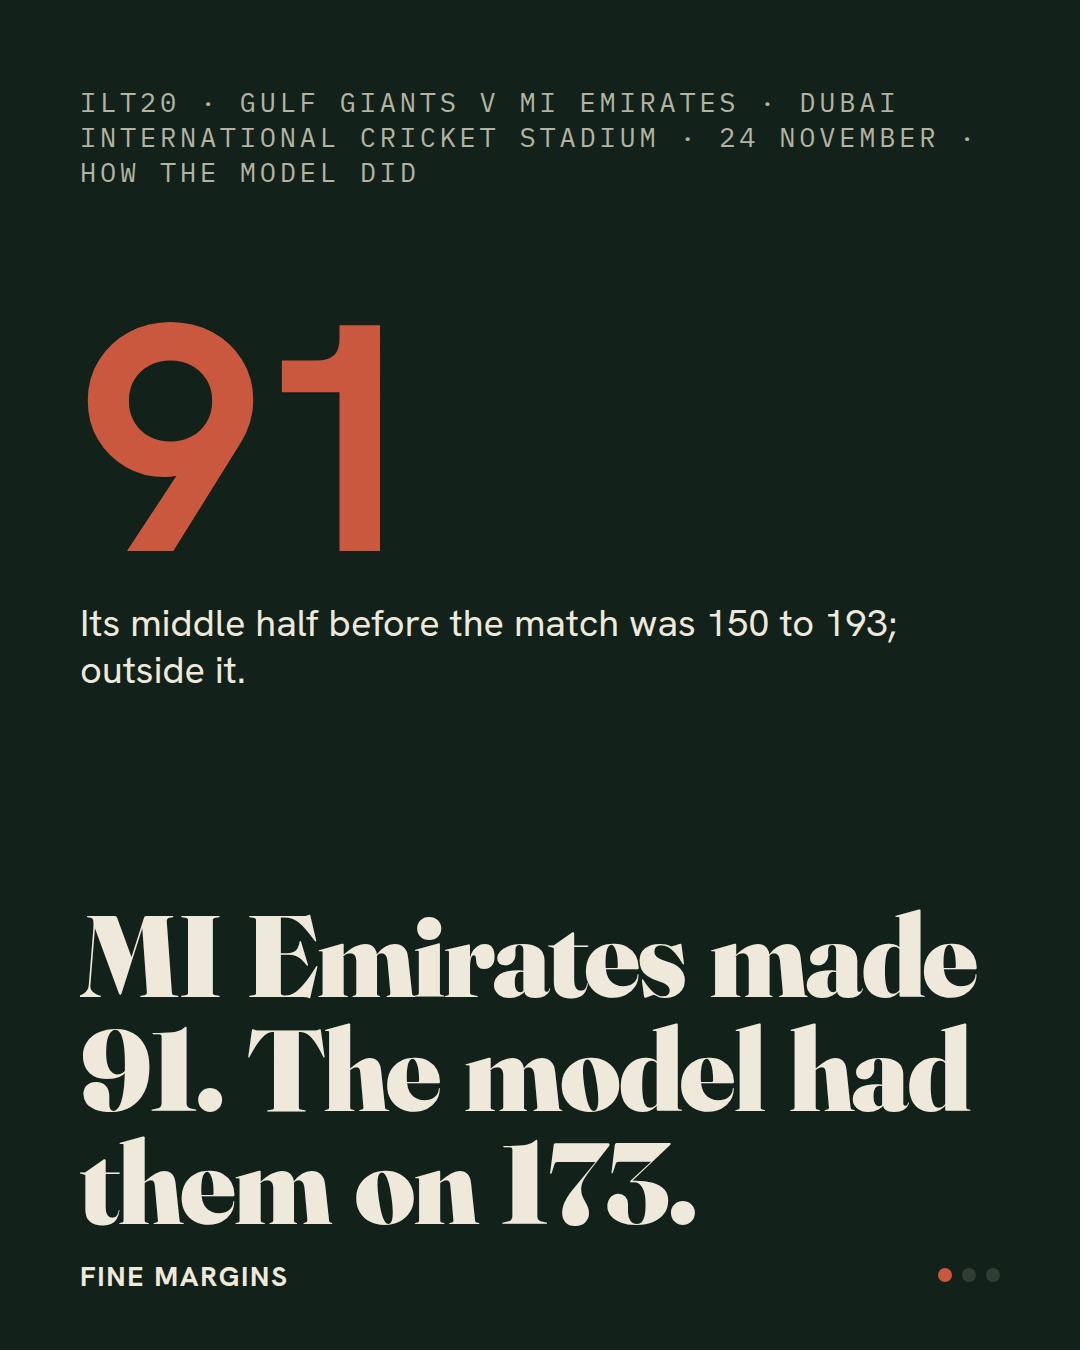 ILT20 · GULF GIANTS V MI EMIRATES · DUBAI
INTERNATIONAL CRICKET STADIUM · 24 NOVEMBER ·
HOW THE MODEL DID
91
Its middle half before the match was 150 to 193;
outside it.
MI Emirates made
91. The model had
them on 173.
FINE MARGINS